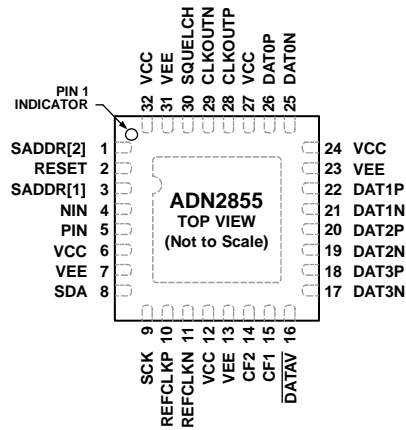 32 VCC
31 VEE
30 SQUELCH
29 CLKOUTN
28 CLKOUTP
27 VCC
26 DAT0P
25 DAT0N
PIN 1
INDICATOR
SADDR[2] 1
RESET 2
SADDR[1] 3
NIN 4
PIN 5
VCC 6
VEE 7
SDA 8
ADN2855
TOP VIEW
(Not to Scale)
24 VCC
23 VEE
22 DAT1P
21 DAT1N
20 DAT2P
19 DAT2N
18 DAT3P
17 DAT3N
SCK 9
REFCLKP 10
REFCLKN 11
VCC 12
VEE 13
CF2 14
CF1 15
DATAV 16